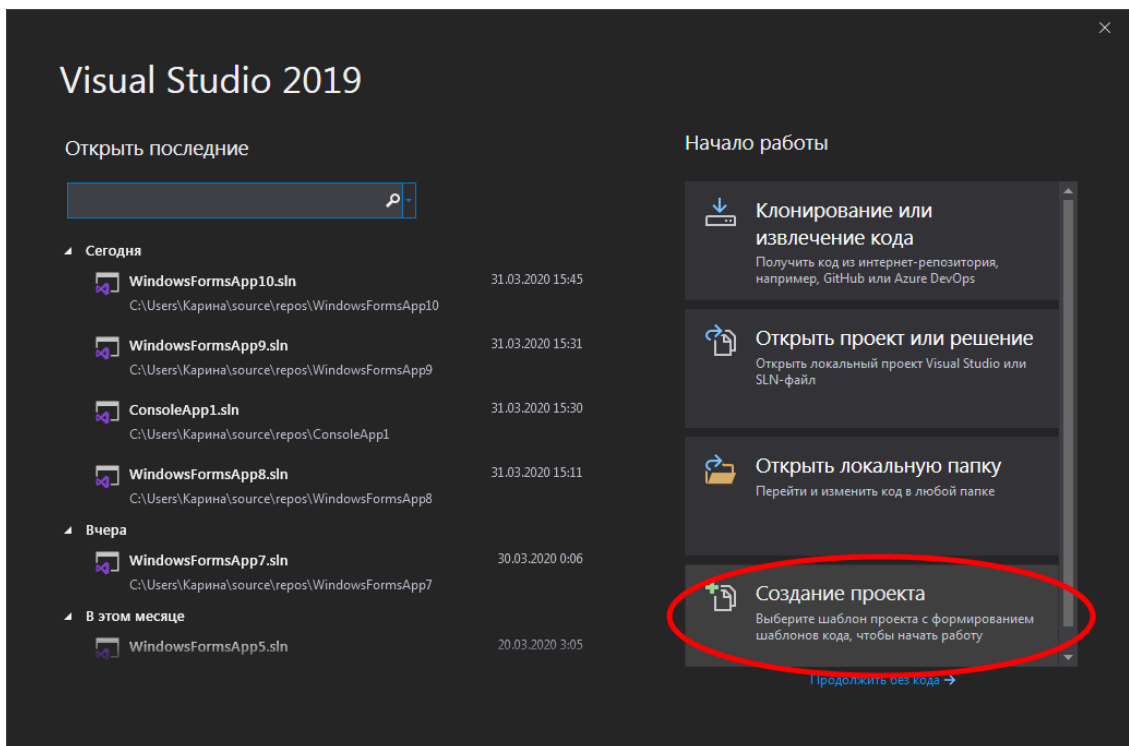 Visual Studio 2019
Открыть последние
Сегодня
WindowsFormsApp10.sln 31.03.2020 15:45
C:\Users\Карина\source\repos\WindowsFormsApp10
WindowsFormsApp9.sln 31.03.2020 15:31
C:\Users\Карина\source\repos\WindowsFormsApp9
ConsoleApp1.sln 31.03.2020 15:30
C:\Users\Карина\source\repos\ConsoleApp1
WindowsFormsApp8.sln 31.03.2020 15:11
C:\Users\Карина\source\repos\WindowsFormsApp8
Вчера
WindowsFormsApp7.sln 30.03.2020 0:06
C:\Users\Карина\source\repos\WindowsFormsApp7
В этом месяце
WindowsFormsApp5.sln 20.03.2020 3:05
Начало работы
Клонирование или
извлечение кода
Получить код из интернет-репозитория,
например, GitHub или Azure DevOps
Открыть проект или решение
Открыть локальный проект Visual Studio или
SLN-файл
Открыть локальную папку
Перейти и изменить код в любой папке
Создание проекта
Выберите шаблон проекта с формированием
шаблонов кода, чтобы начать работу
Продолжить без кода →